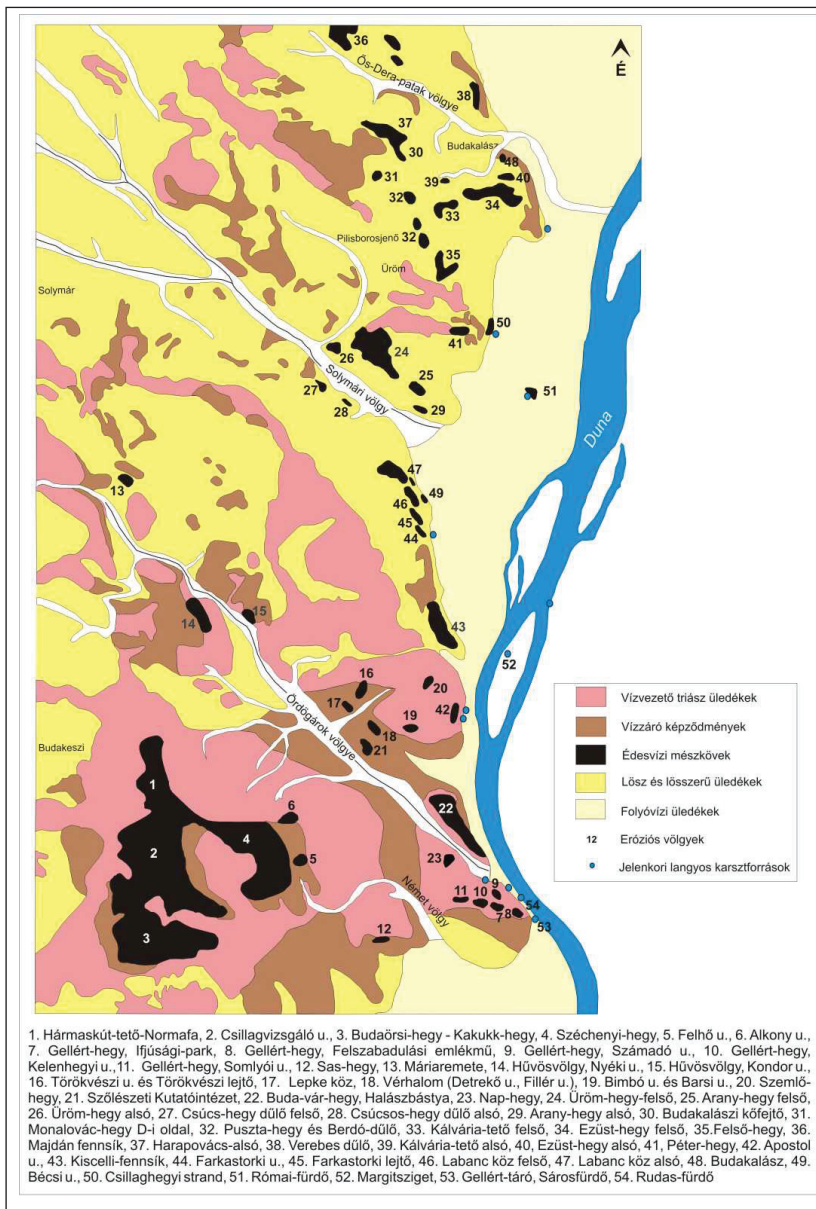 36
É
Ős-Dera-patak völgye
38
37
Budakalász
30
48
31
39
40
32
34
33
Pilisborosjenő
32
35
Üröm
Solymár
50
41
26
24
Solymári völgy
25
27
51
28
29
Duna
47
13
49
46
45
44
14
15
43
52
16
20
17
42
19
Ördögárok völgye
18
21
Budakeszi
1
6
22
4
2
5
23
9
Német völgy
11
10
54
7
8
53
12
3
Vízvezető triász üledékek
Vízzáró képződmények
Édesvízi mészkövek
Lösz és lösszerű üledékek
Folyóvízi üledékek
12 Eróziós völgyek
Jelenkori langyos karsztforrások
1. Hármaskút-tető-Normafa, 2. Csillagvizsgáló u., 3. Budaörsi-hegy - Kakukk-hegy, 4. Széchenyi-hegy, 5. Felhő u., 6. Alkony u.,
7. Gellért-hegy, Ifjúsági-park, 8. Gellért-hegy, Felszabadulási emlékmű, 9. Gellért-hegy, Számadó u., 10. Gellért-hegy,
Kelenhegyi u.,11. Gellért-hegy, Somlyói u., 12. Sas-hegy, 13. Máriaremete, 14. Hűvösvölgy, Nyéki u., 15. Hűvösvölgy, Kondor u.,
16. Törökvészi u. és Törökvészi lejtő, 17. Lepke köz, 18. Vérhalom (Detrekő u., Fillér u.), 19. Bimbó u. és Barsi u., 20. Szemlő-
hegy, 21. Szőlészeti Kutatóintézet, 22. Buda-vár-hegy, Halászbástya, 23. Nap-hegy, 24. Üröm-hegy-felső, 25. Arany-hegy felső,
26. Üröm-hegy alsó, 27. Csúcs-hegy dűlő felső, 28. Csúcsos-hegy dűlő alsó, 29. Arany-hegy alsó, 30. Budakalászi kőfejtő, 31.
Monalovác-hegy D-i oldal, 32. Puszta-hegy és Berdó-dűlő, 33. Kálvária-tető felső, 34. Ezüst-hegy felső, 35.Felső-hegy, 36.
Majdán fennsík, 37. Harapovács-alsó, 38. Verebes dűlő, 39. Kálvária-tető alsó, 40, Ezüst-hegy alsó, 41, Péter-hegy, 42. Apostol
u., 43. Kiscelli-fennsík, 44. Farkastorki u., 45. Farkastorki lejtő, 46. Labanc köz felső, 47. Labanc köz alsó, 48. Budakalász, 49.
Bécsi u., 50. Csillaghegyi strand, 51. Római-fürdő, 52. Margitsziget, 53. Gellért-táró, Sárosfürdő, 54. Rudas-fürdő